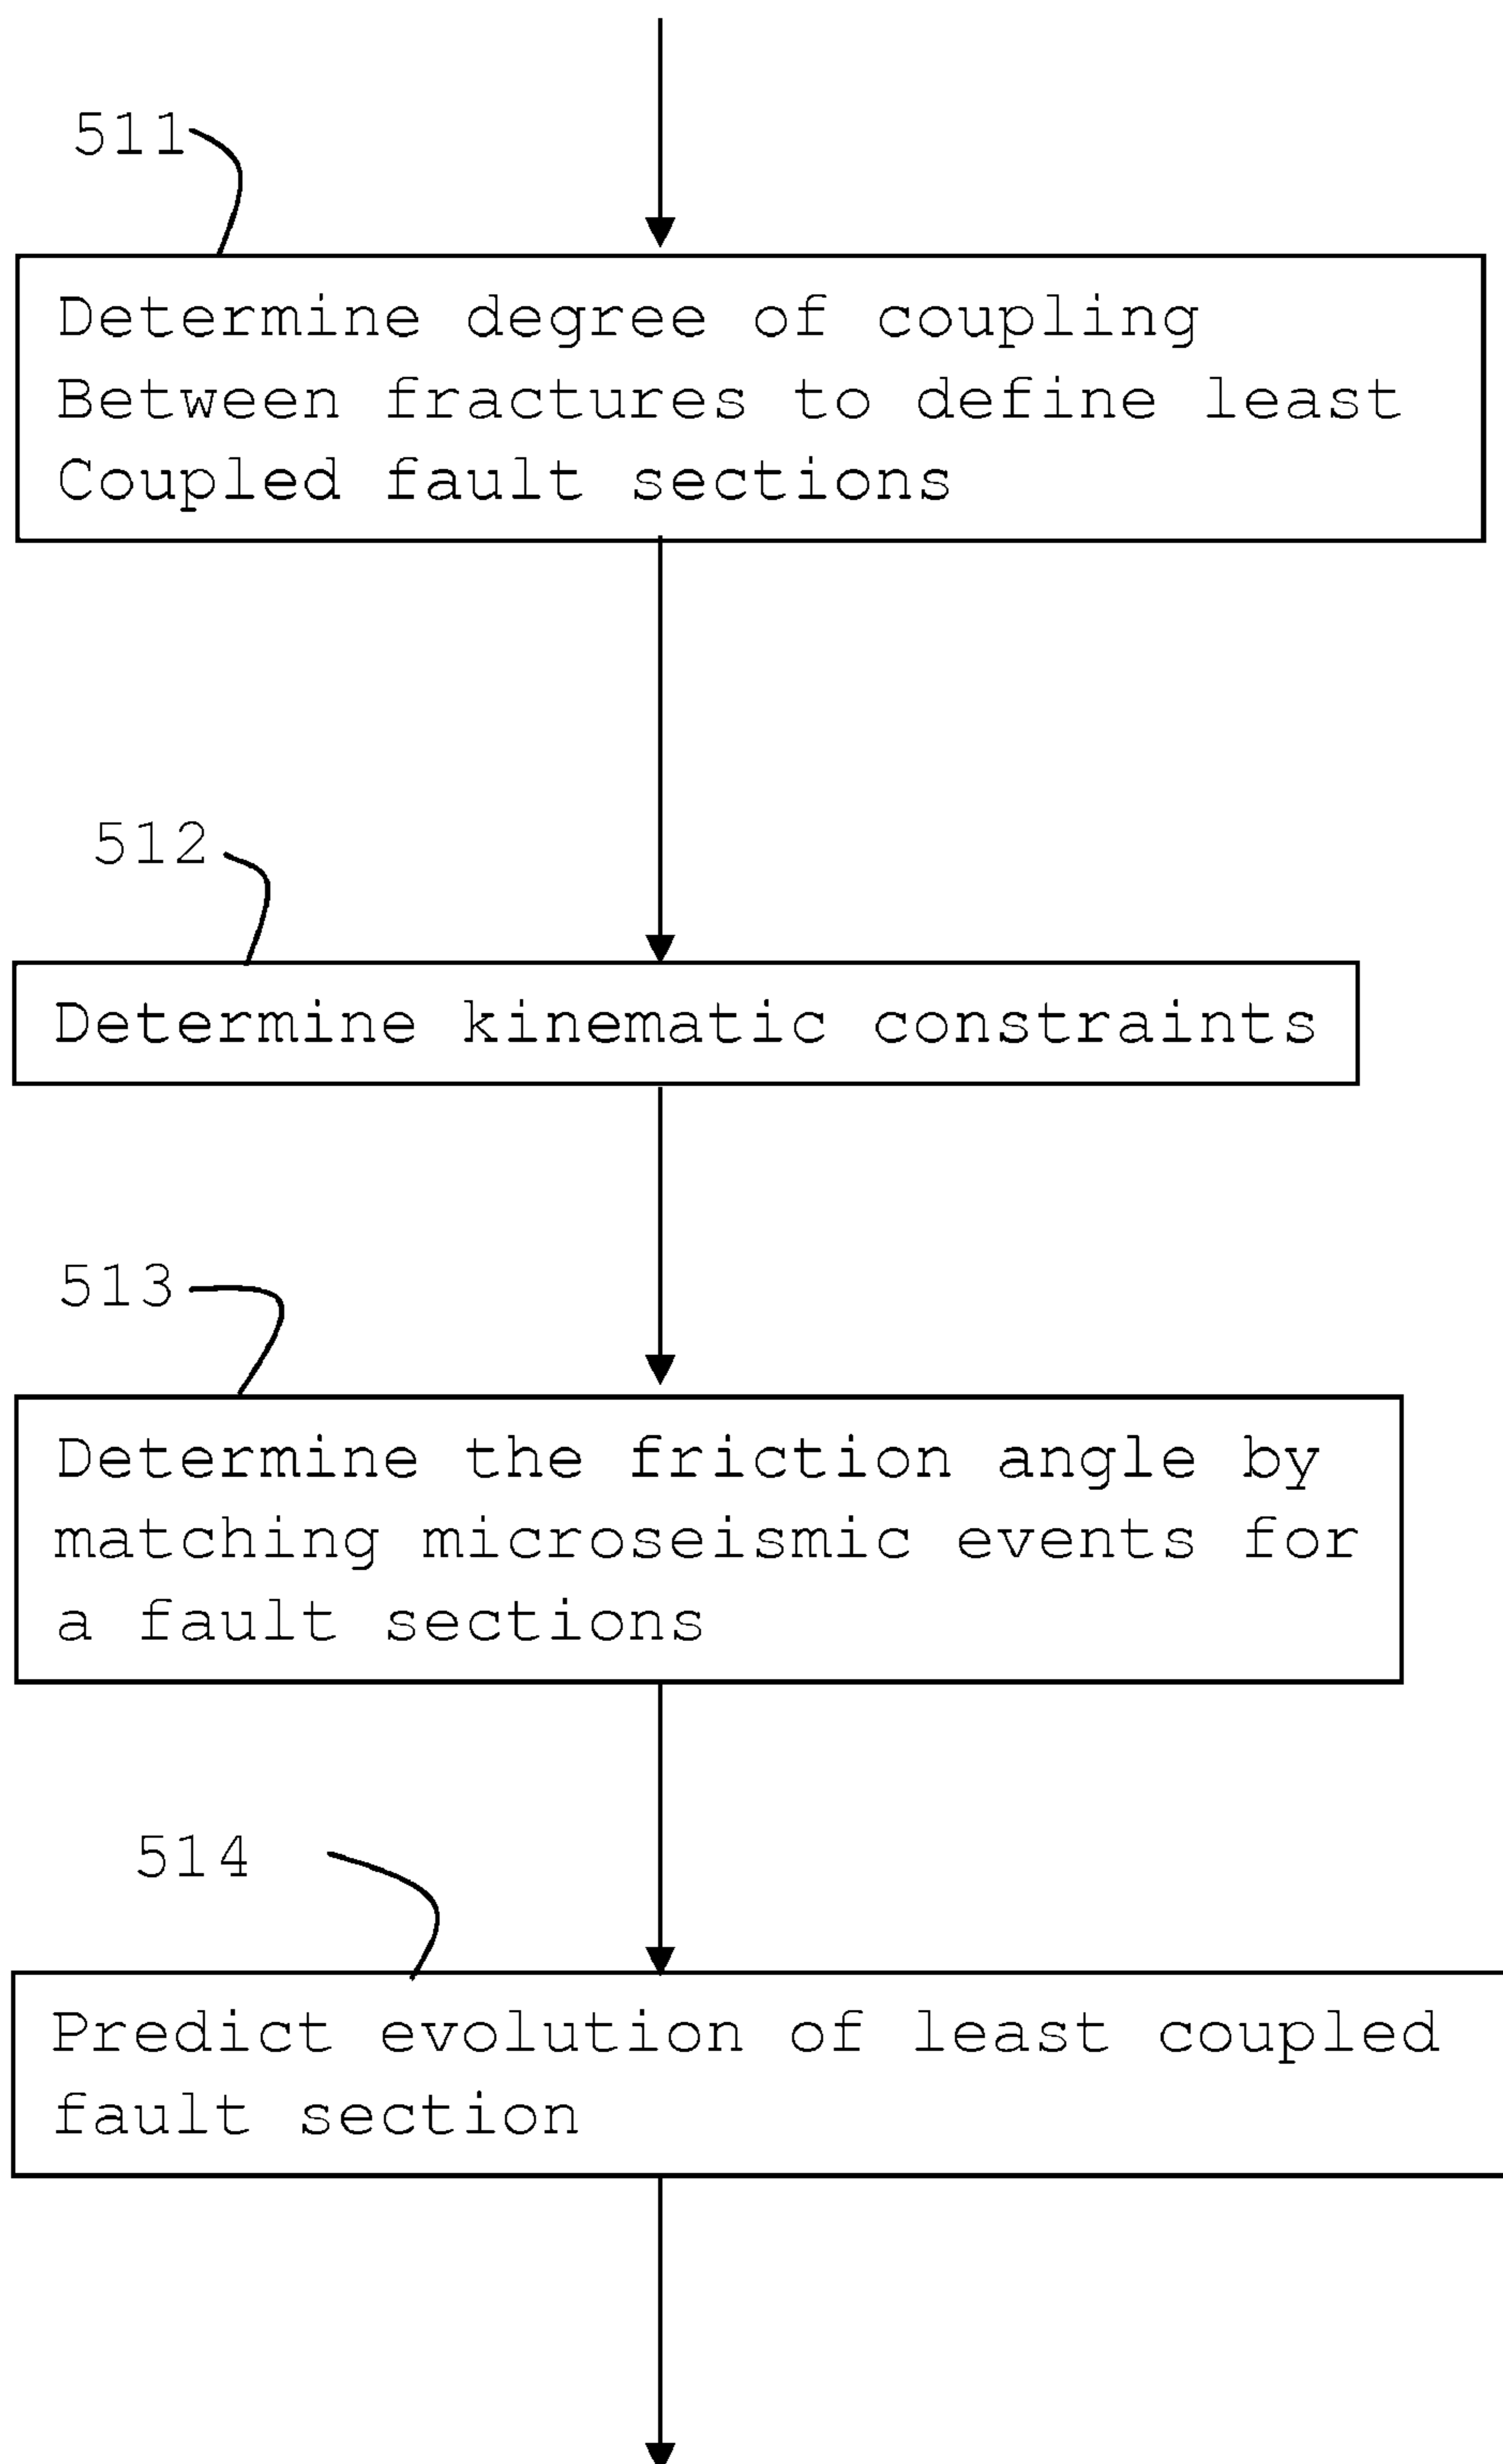 511
Determine degree of coupling
Between fractures to define least
Coupled fault sections
512
Determine kinematic constraints
513
Determine the friction angle by
matching microseismic events for
a fault sections
514
Predict evolution of least coupled
fault section